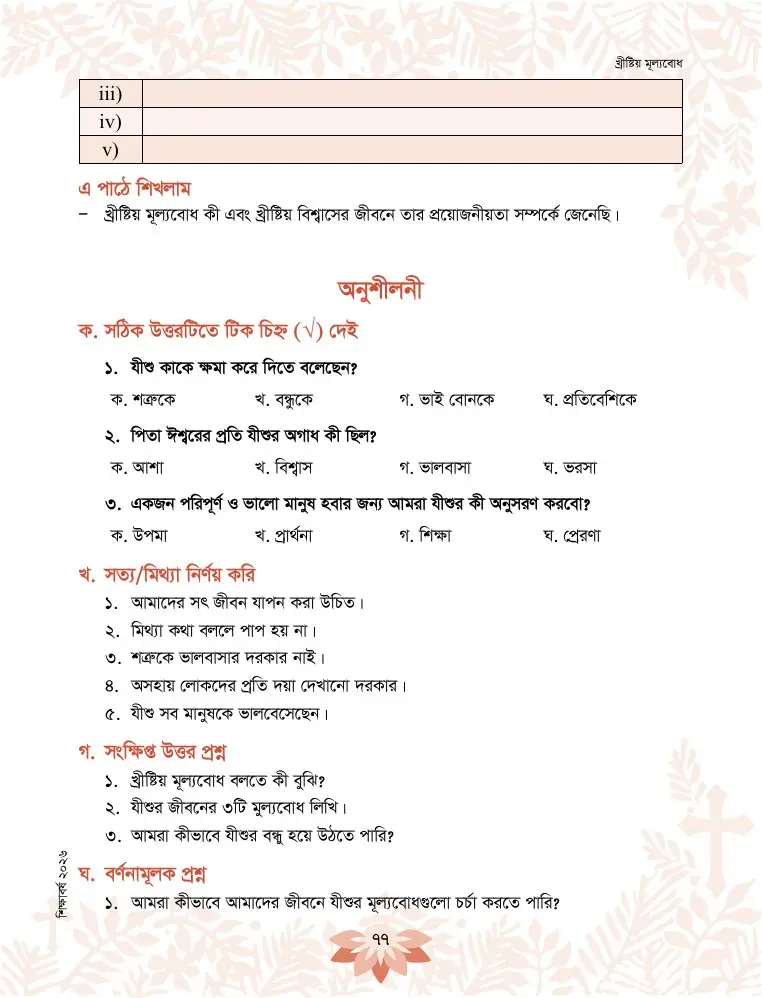 খ্রীষ্টিয় মূল্যবোধ
iii)
iv)
v)
এ পাঠে শিখলাম
– খ্রীষ্টিয় মূল্যবোধ কী এবং খ্রীষ্টিয় বিশ্বাসের জীবনে তার প্রয়োজনীয়তা সম্পর্কে জেনেছি।
অনুশীলনী
ক. সঠিক উত্তরটিতে টিক চিহ্ন (√) দেই
১. যীশু কাকে ক্ষমা করে দিতে বলেছেন?
ক. শত্রুকে খ. বন্ধুকে গ. ভাই বোনকে ঘ. প্রতিবেশিকে
২. পিতা ঈশ্বরের প্রতি যীশুর অগাধ কী ছিল?
ক. আশা খ. বিশ্বাস গ. ভালবাসা ঘ. ভরসা
৩. একজন পরিপূর্ণ ও ভালো মানুষ হবার জন্য আমরা যীশুর কী অনুসরণ করবো?
ক. উপমা খ. প্রার্থনা গ. শিক্ষা ঘ. প্রেরণা
খ. সত্য/মিথ্যা নির্ণয় করি
১. আমাদের সৎ জীবন যাপন করা উচিত।
২. মিথ্যা কথা বললে পাপ হয় না।
৩. শত্রুকে ভালবাসার দরকার নাই।
৪. অসহায় লোকদের প্রতি দয়া দেখানো দরকার।
৫. যীশু সব মানুষকে ভালবেসেছেন।
গ. সংক্ষিপ্ত উত্তর প্রশ্ন
১. খ্রীষ্টিয় মূল্যবোধ বলতে কী বুঝি?
২. যীশুর জীবনের ৩টি মুল্যবোধ লিখি।
৩. আমরা কীভাবে যীশুর বন্ধু হয়ে উঠতে পারি?
ঘ. বর্ণনামূলক প্রশ্ন
১. আমরা কীভাবে আমাদের জীবনে যীশুর মূল্যবোধগুলো চর্চা করতে পারি?
শিক্ষাবর্ষ ২০২৬
৭৭